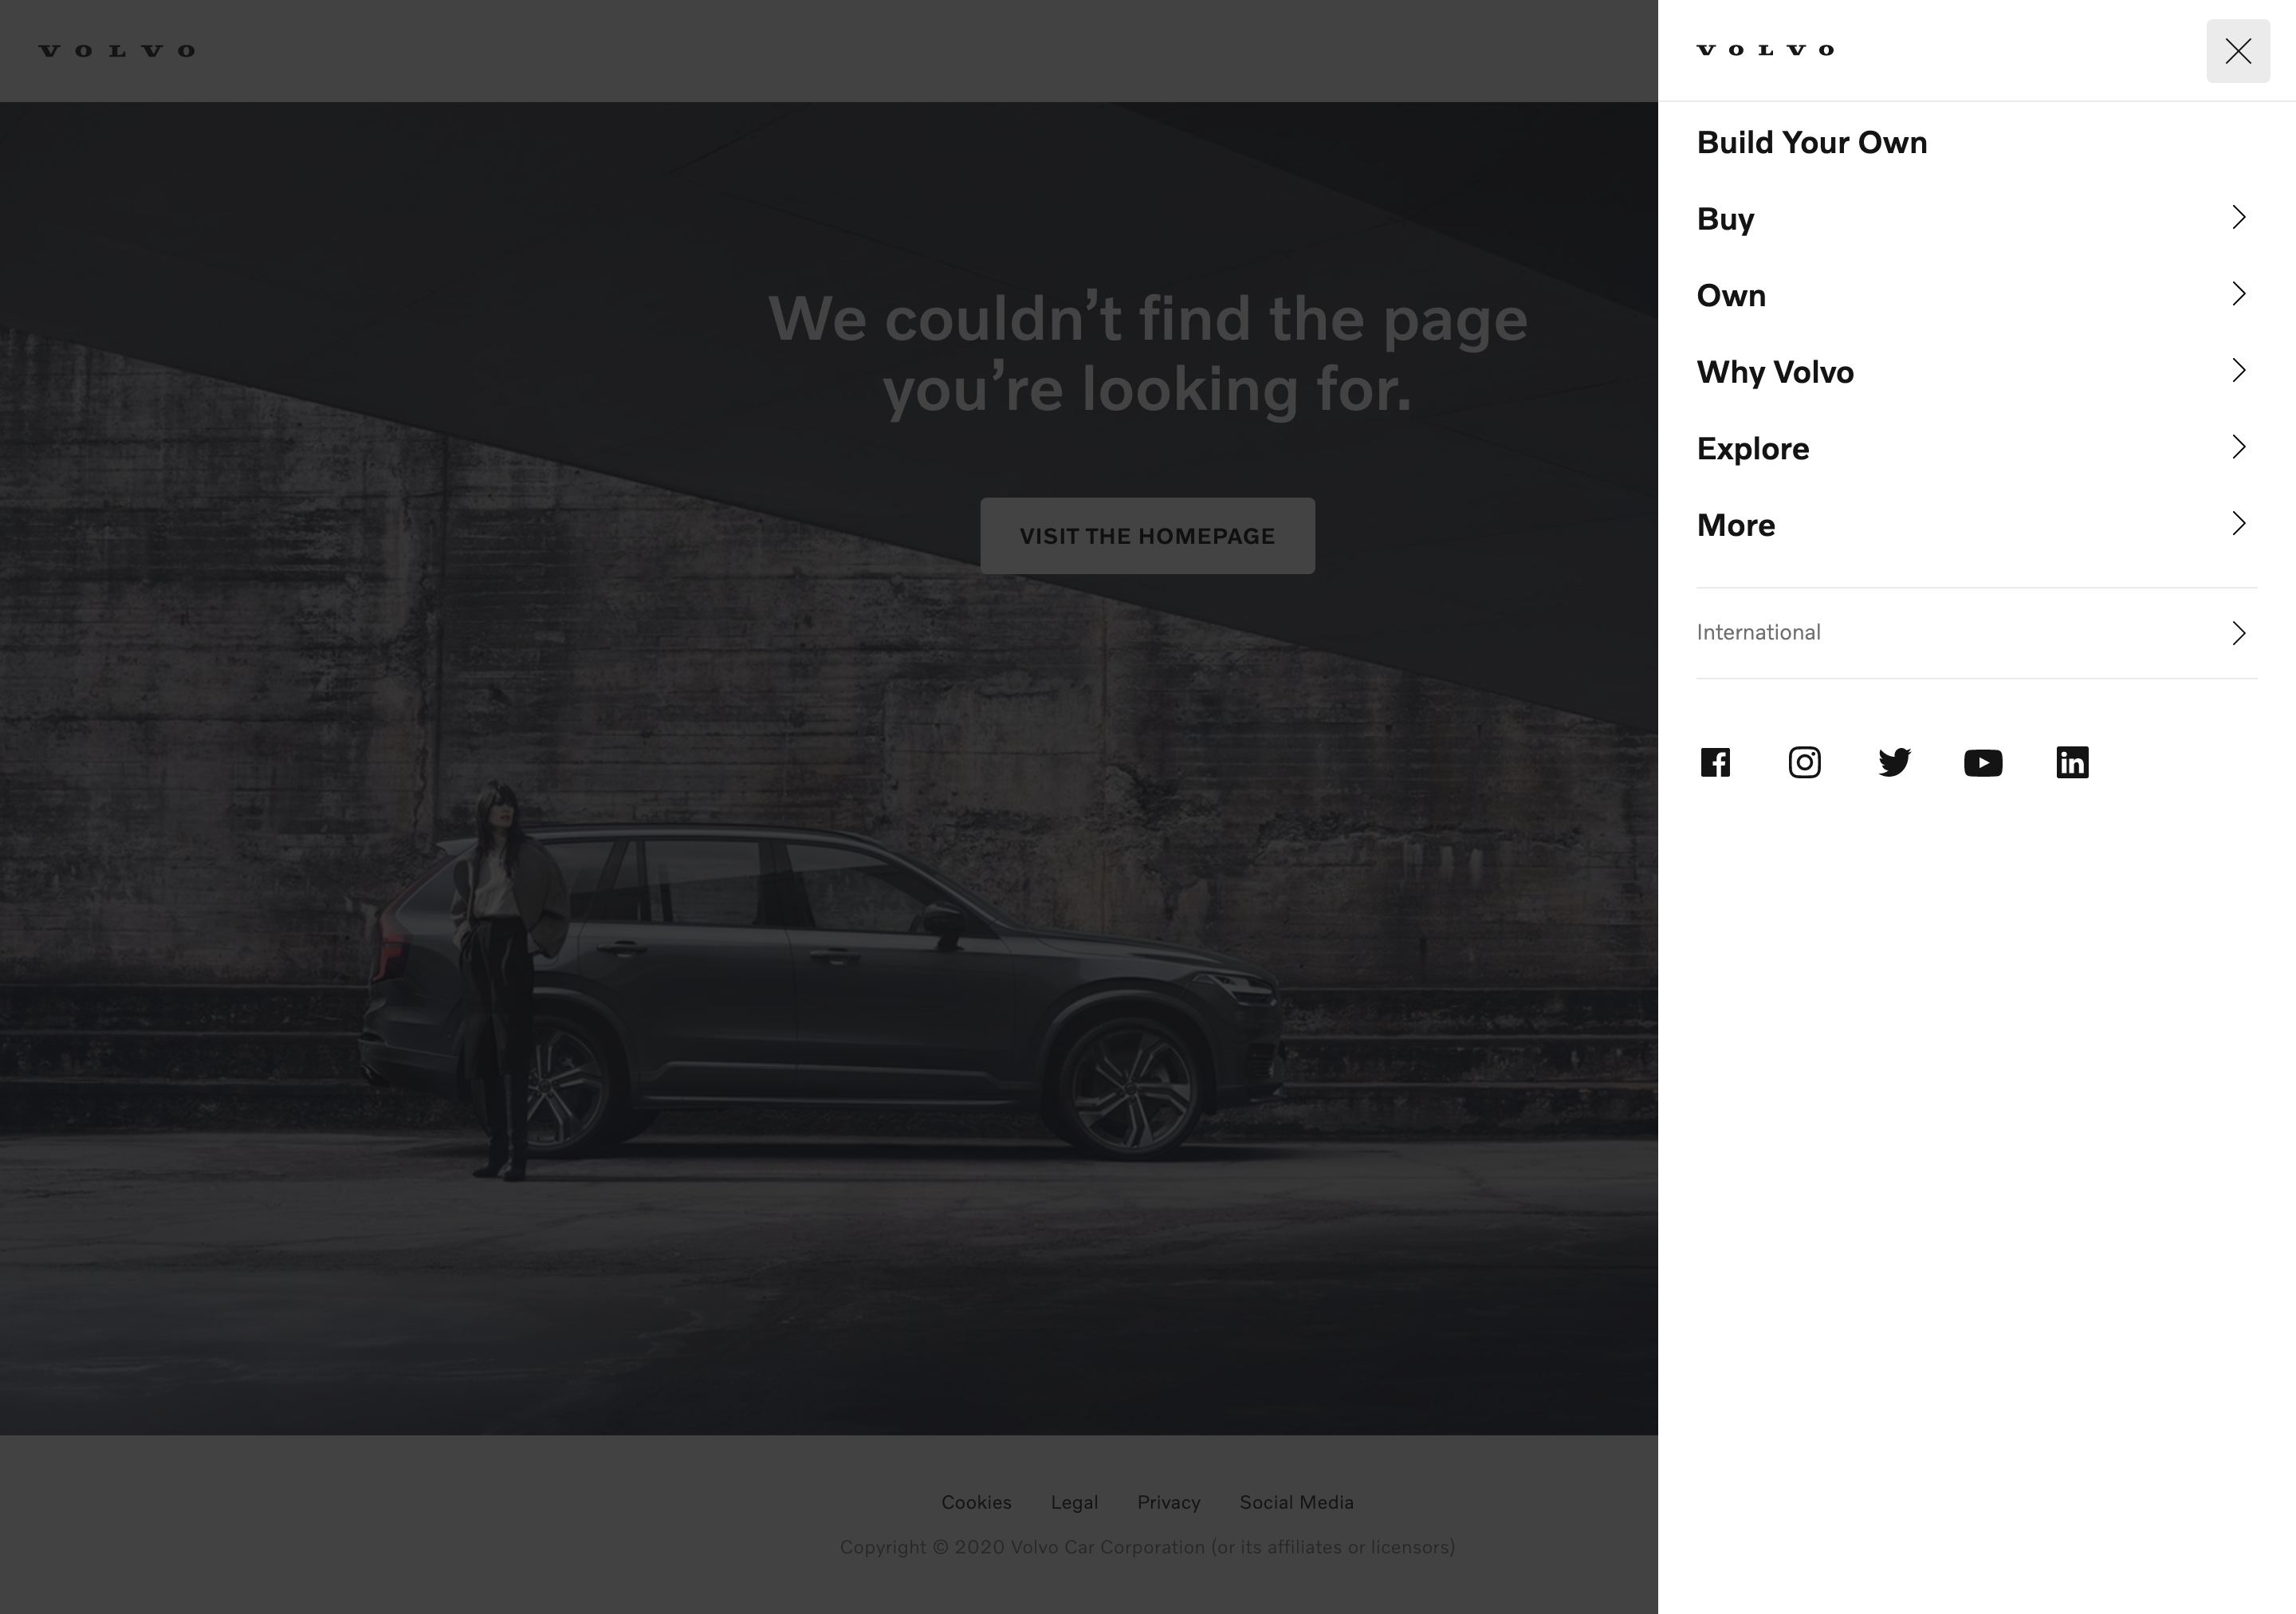 VOLVO
We couldn’t find the page
you’re looking for.
VISIT THE HOMEPAGE
Cookies Legal Privacy Social Media
Copyright © 2020 Volvo Car Corporation (or its affiliates or licensors)
VOLVO
Build Your Own
Buy
Own
Why Volvo
Explore
More
International